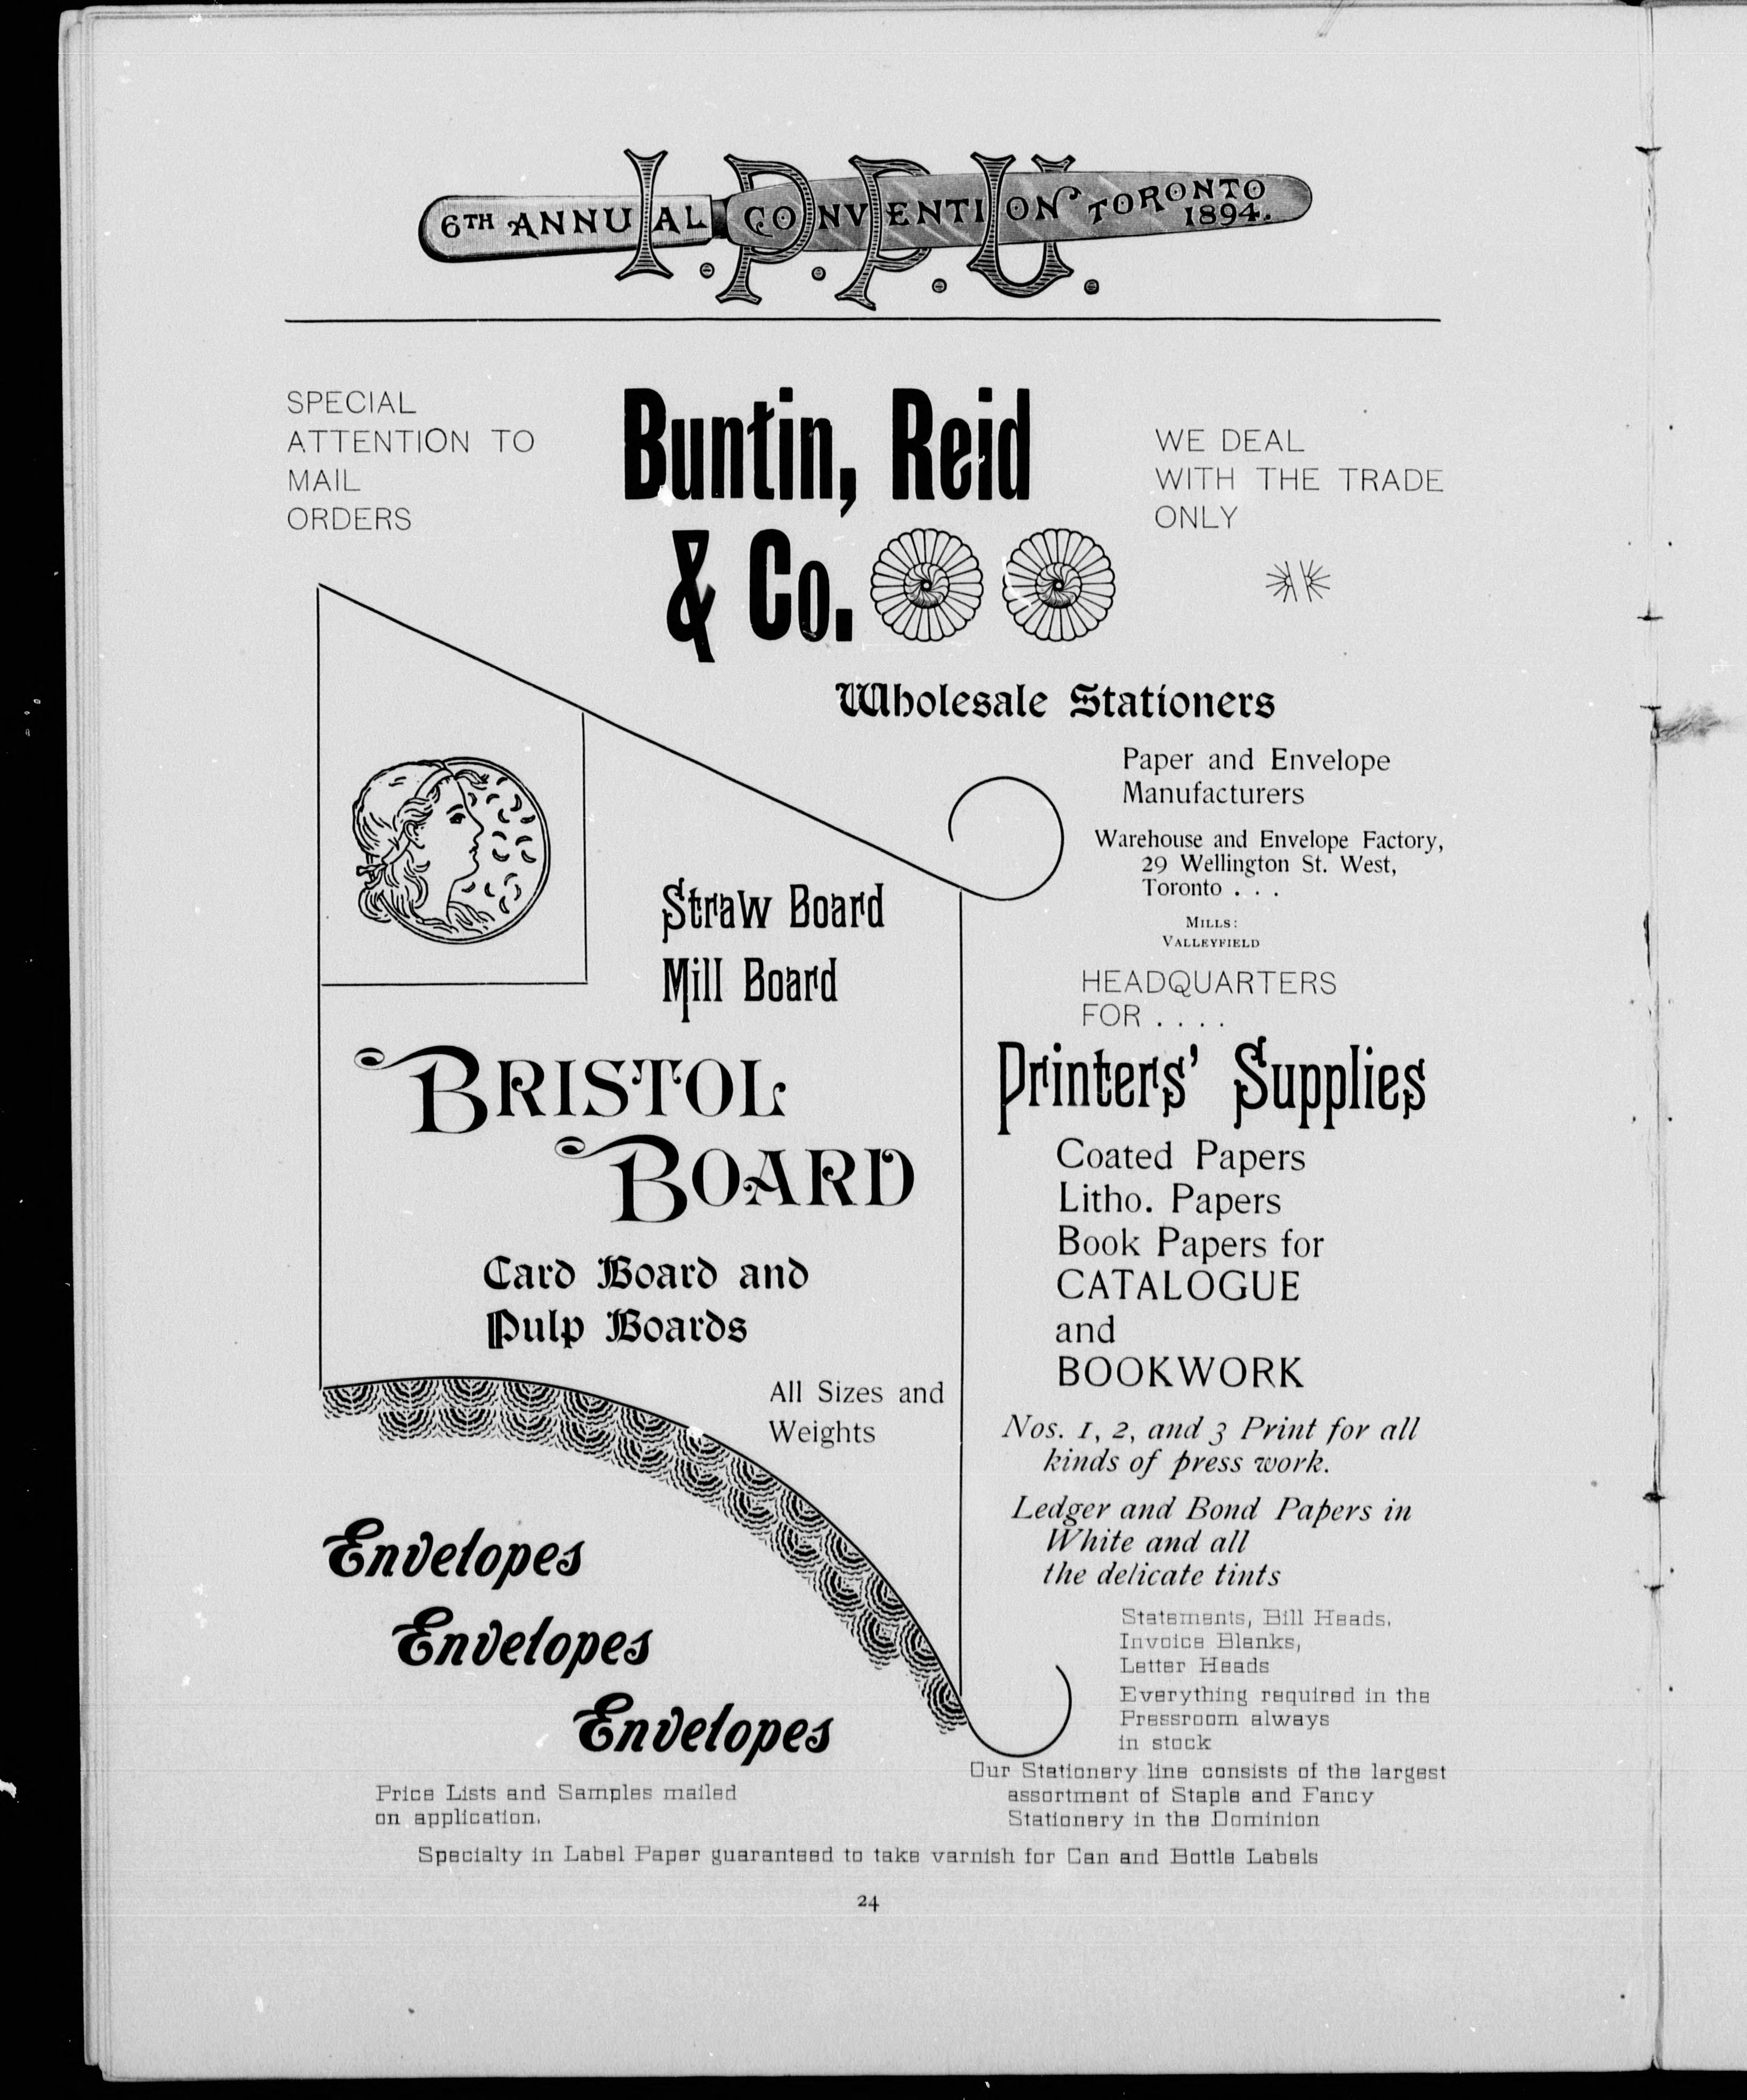 I.P.P.U.
6TH ANNUAL CONVENTION TORONTO
1894.
SPECIAL
ATTENTION TO
MAIL
ORDERS
Buntin, Reid
& Co.
WE DEAL
WITH THE TRADE
ONLY
Wholesale Stationers
Paper and Envelope
Manufacturers
Warehouse and Envelope Factory,
29 Wellington St. West,
Toronto . . .
MILLS:
VALLEYFIELD
Straw Board
Mill Board
BRISTOL
BOARD
Card Board and
Pulp Boards
All Sizes and
Weights
HEADQUARTERS
FOR . . . .
Printers' Supplies
Coated Papers
Litho. Papers
Book Papers for
CATALOGUE
and
BOOKWORK
Nos. 1, 2, and 3 Print for all
kinds of press work.
Ledger and Bond Papers in
White and all
the delicate tints
Statements, Bill Heads,
Invoice Blanks,
Letter Heads
Everything required in the
Pressroom always
in stock
Our Stationery line consists of the largest
assortment of Staple and Fancy
Stationery in the Dominion
Envelopes
Envelopes
Envelopes
Price Lists and Samples mailed
on application.
Specialty in Label Paper guaranteed to take varnish for Can and Bottle Labels
24